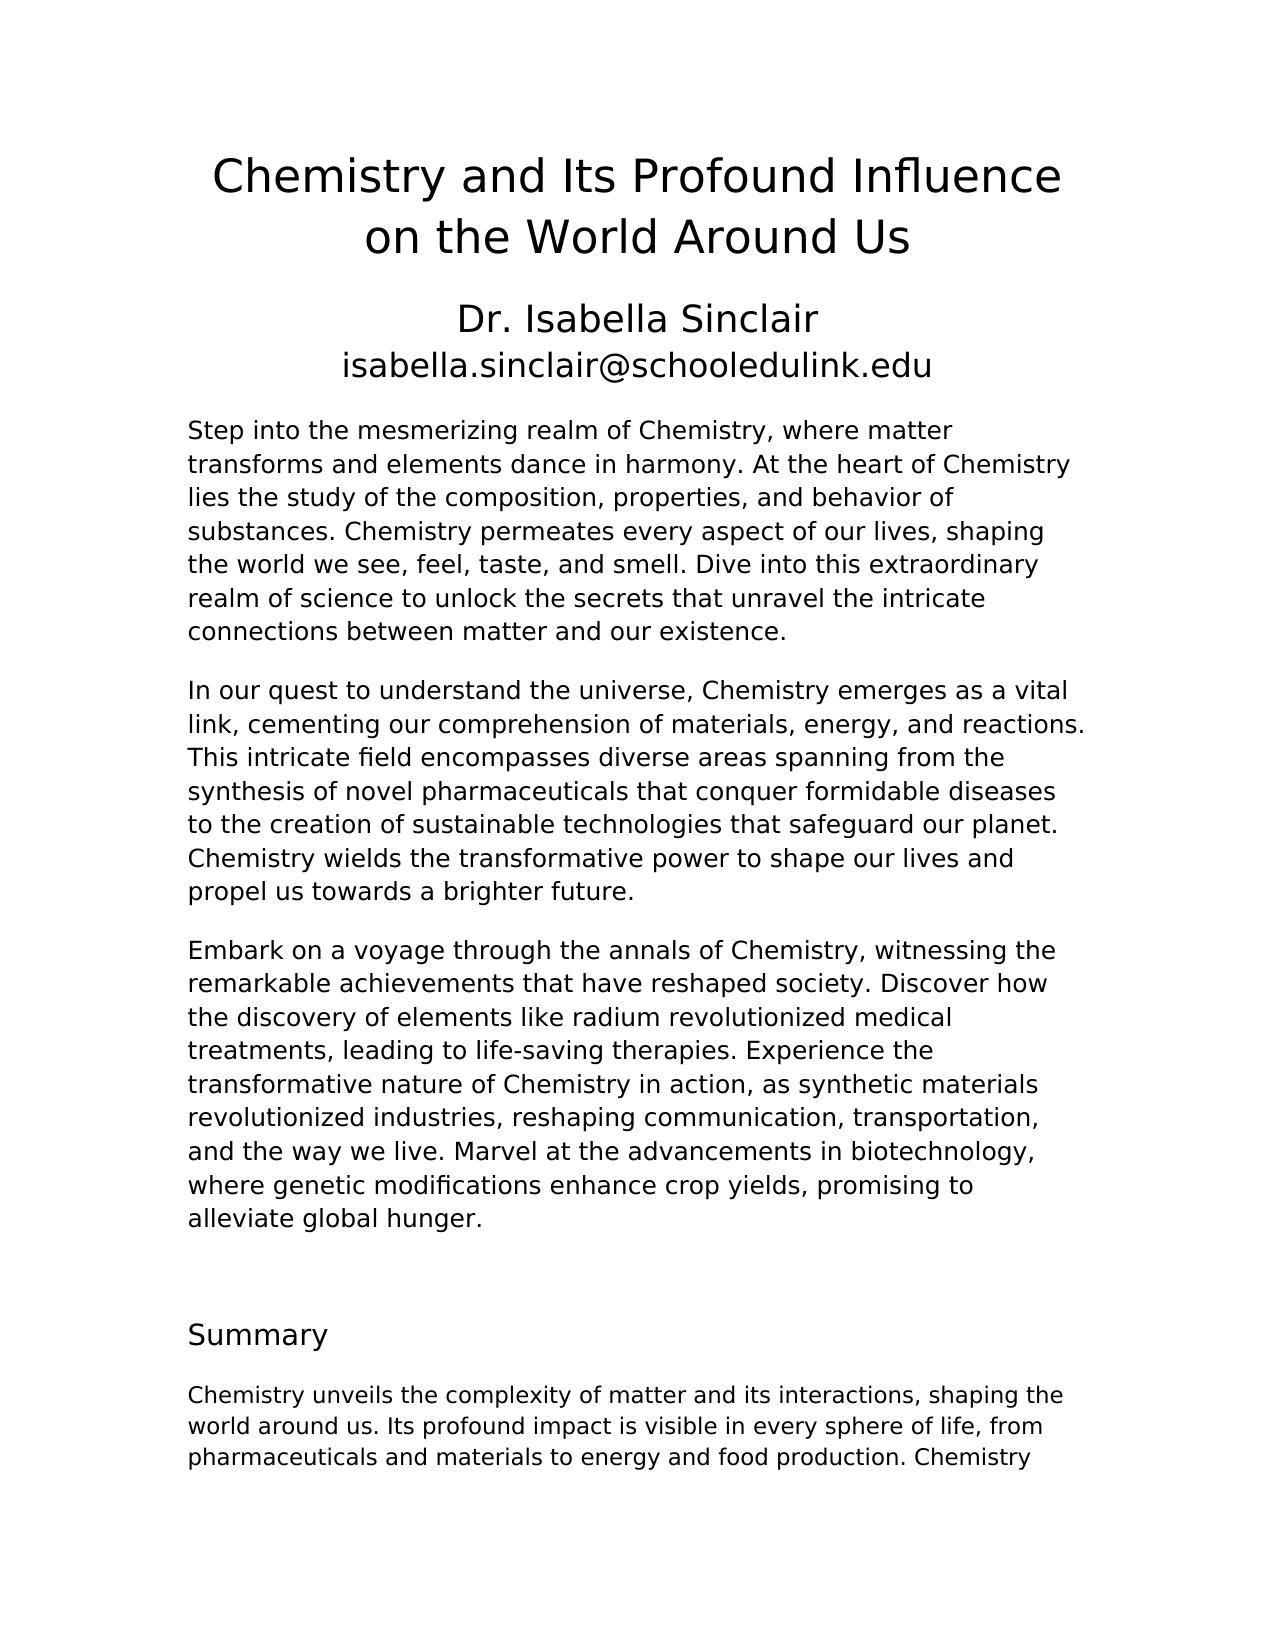 Chemistry and Its Profound Influence
on the World Around Us
Dr. Isabella Sinclair
isabella.sinclair@schooledulink.edu
Step into the mesmerizing realm of Chemistry, where matter
transforms and elements dance in harmony. At the heart of Chemistry
lies the study of the composition, properties, and behavior of
substances. Chemistry permeates every aspect of our lives, shaping
the world we see, feel, taste, and smell. Dive into this extraordinary
realm of science to unlock the secrets that unravel the intricate
connections between matter and our existence.
In our quest to understand the universe, Chemistry emerges as a vital
link, cementing our comprehension of materials, energy, and reactions.
This intricate field encompasses diverse areas spanning from the
synthesis of novel pharmaceuticals that conquer formidable diseases
to the creation of sustainable technologies that safeguard our planet.
Chemistry wields the transformative power to shape our lives and
propel us towards a brighter future.
Embark on a voyage through the annals of Chemistry, witnessing the
remarkable achievements that have reshaped society. Discover how
the discovery of elements like radium revolutionized medical
treatments, leading to life-saving therapies. Experience the
transformative nature of Chemistry in action, as synthetic materials
revolutionized industries, reshaping communication, transportation,
and the way we live. Marvel at the advancements in biotechnology,
where genetic modifications enhance crop yields, promising to
alleviate global hunger.
Summary
Chemistry unveils the complexity of matter and its interactions, shaping the
world around us. Its profound impact is visible in every sphere of life, from
pharmaceuticals and materials to energy and food production. Chemistry